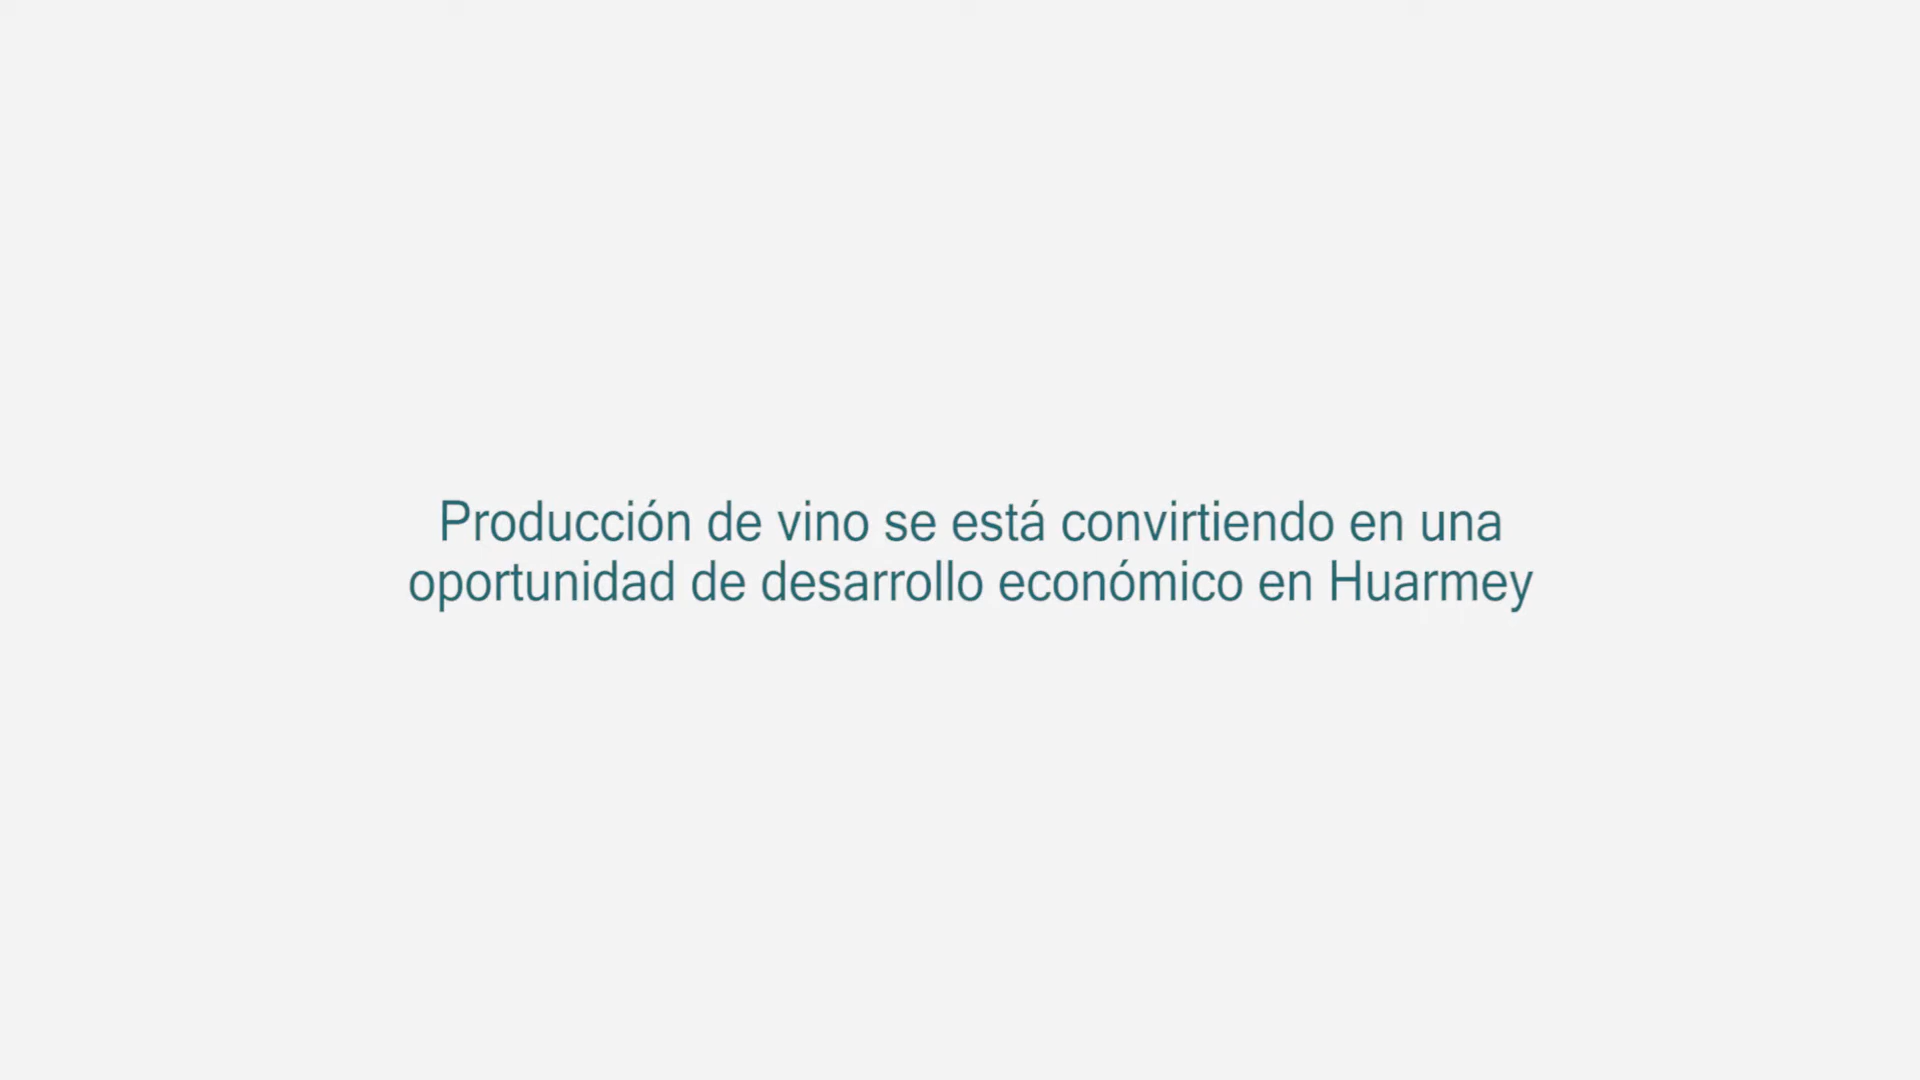 Producción de vino se está convirtiendo en una
oportunidad de desarrollo económico en Huarmey